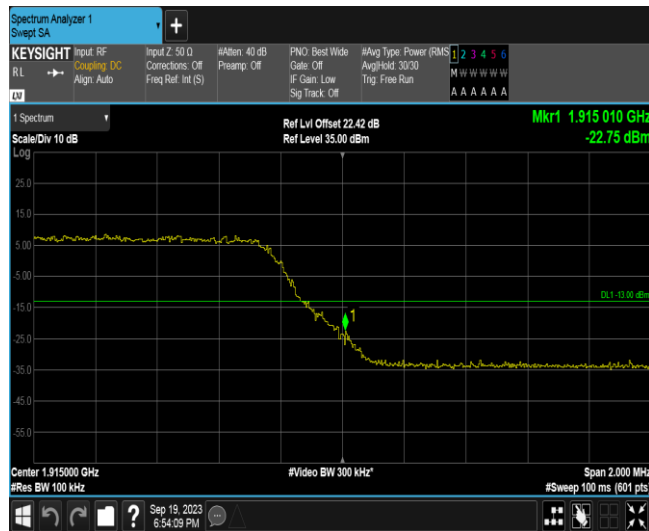 Spectrum Analyzer 1
Swept SA
KEYSIGHT
RL
LXI
Input: RF
Coupling: DC
Align: Auto
Input Z: 50 Ω
Corrections: Off
Freq Ref: Int (S)
#Atten: 40 dB
Preamp: Off
PNO: Best Wide
Gate: Off
IF Gain: Low
Sig Track: Off
#Avg Type: Power (RMS
Avg|Hold: 30/30
Trig: Free Run
1 2 3 4 5 6
M W W W W W
A A A A A A
1 Spectrum
Scale/Div 10 dB
Ref Lvl Offset 22.42 dB
Ref Level 35.00 dBm
Mkr1 1.915 010 GHz
-22.75 dBm
Log
25.0
15.0
5.00
-5.00
-15.0
-25.0
-35.0
-45.0
-55.0
DL1 -13.00 dBm
1
Center 1.915000 GHz
#Res BW 100 kHz
#Video BW 300 kHz*
Span 2.000 MHz
#Sweep 100 ms (601 pts)
?
Sep 19, 2023
6:54:09 PM